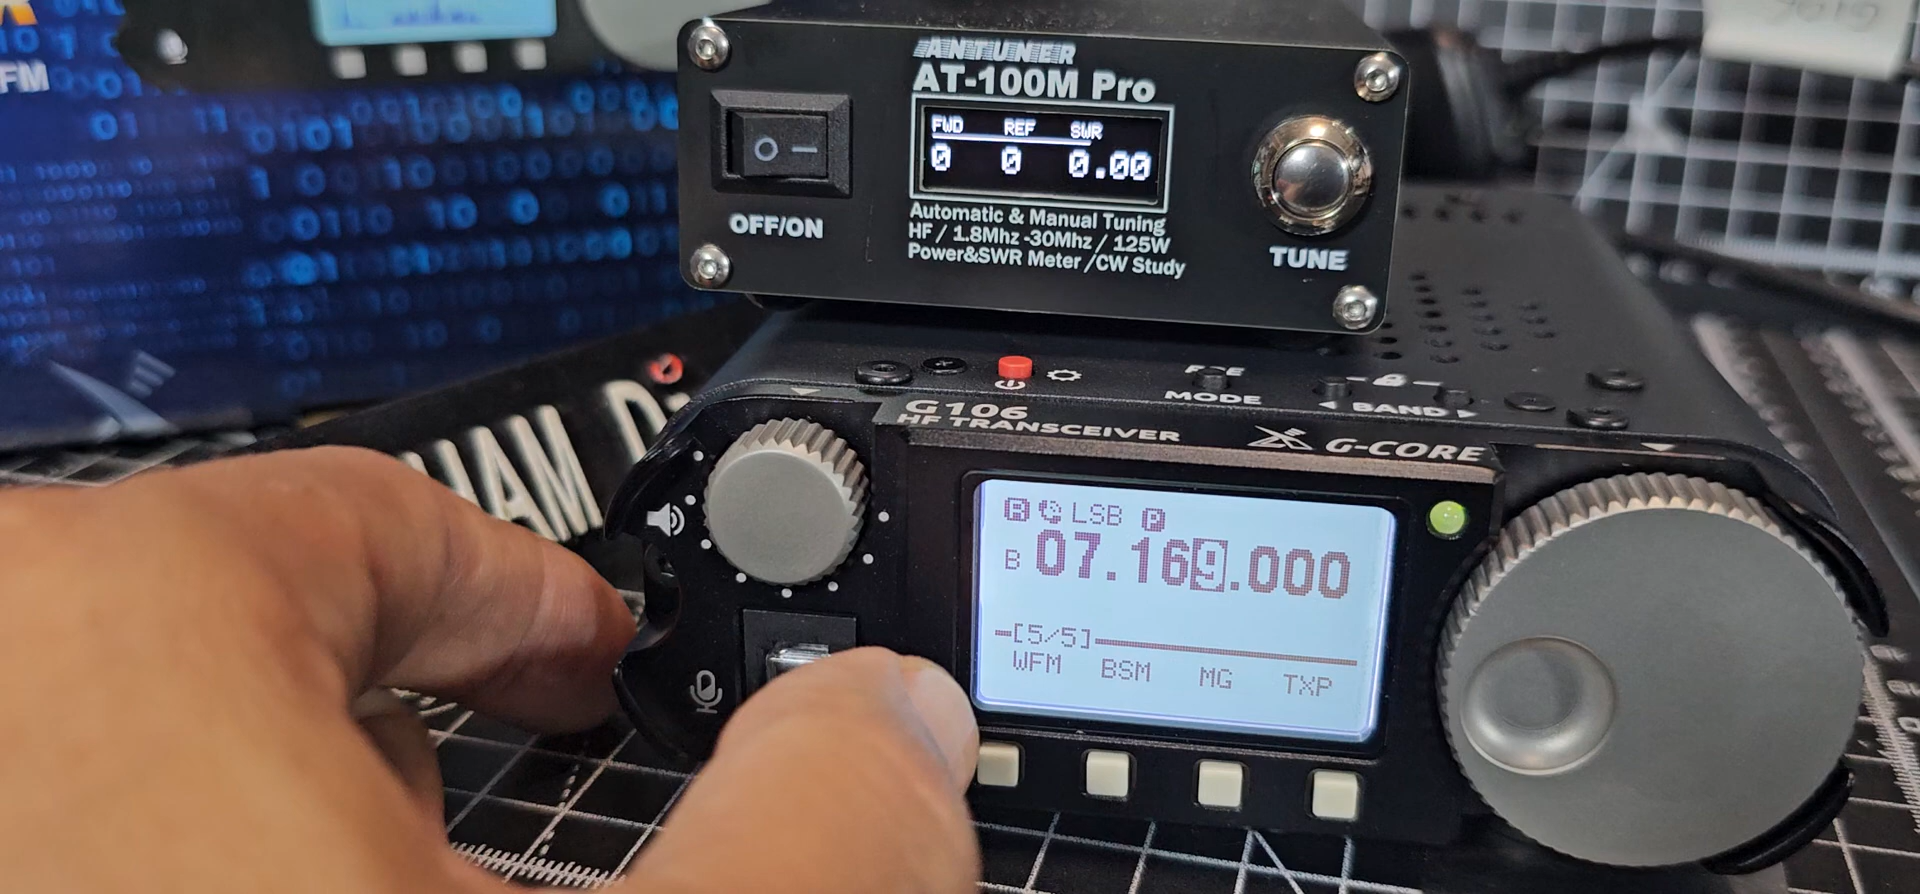 FM
ANTUNER
AT-100M Pro
FWD REF SWR
0 0 0.00
OFF/ON
Automatic & Manual Tuning
HF / 1.8Mhz -30Mhz / 125W
Power&SWR Meter /CW Study
TUNE
MODE
BAND
G106
HF TRANSCEIVER
G-CORE
HAM D
R LSB P
B 07.169.000
[5/5]
WFM BSM MG TXP